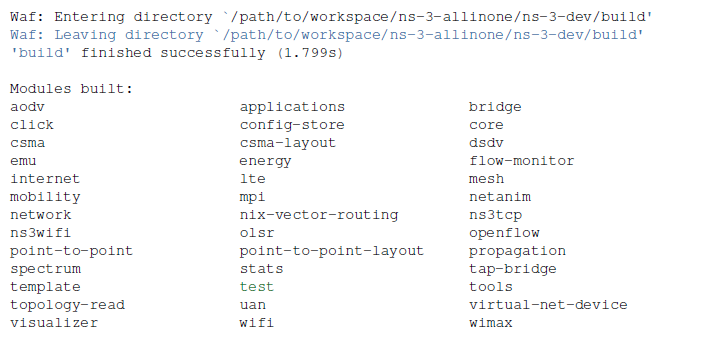 Waf: Entering directory `/path/to/workspace/ns-3-allinone/ns-3-dev/build'
Waf: Leaving directory `/path/to/workspace/ns-3-allinone/ns-3-dev/build'
'build' finished successfully (1.799s)

Modules built:
aodv applications bridge
click config-store core
csma csma-layout dsdv
emu energy flow-monitor
internet lte mesh
mobility mpi netanim
network nix-vector-routing ns3tcp
ns3wifi olsr openflow
point-to-point point-to-point-layout propagation
spectrum stats tap-bridge
template test tools
topology-read uan virtual-net-device
visualizer wifi wimax